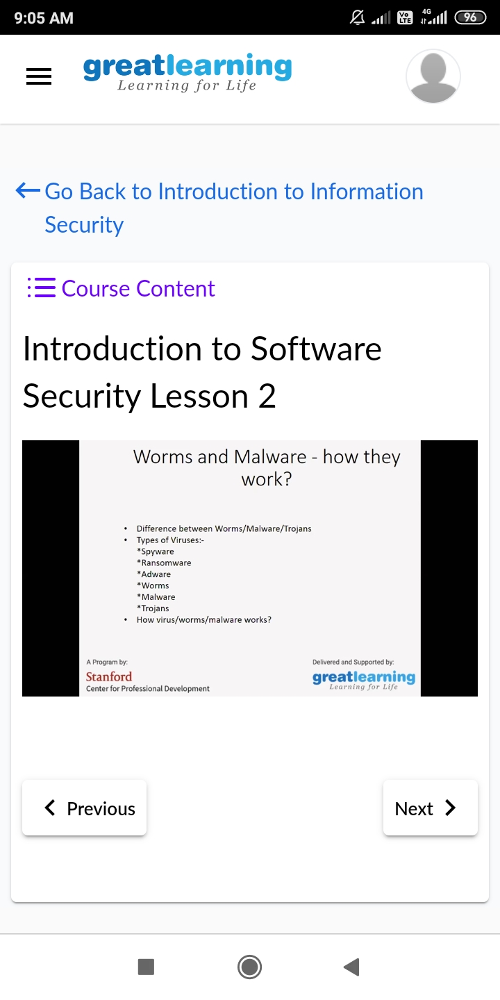 9:05 AM
Vo
LTE
4G
96
greatlearning
Learning for Life
Go Back to Introduction to Information
Security
Course Content
Introduction to Software
Security Lesson 2
Worms and Malware - how they
work?
• Difference between Worms/Malware/Trojans
• Types of Viruses:-
*Spyware
*Ransomware
*Adware
*Worms
*Malware
*Trojans
• How virus/worms/malware works?
A Program by:
Stanford
Center for Professional Development
Delivered and Supported by:
greatlearning
Learning for Life
Previous
Next